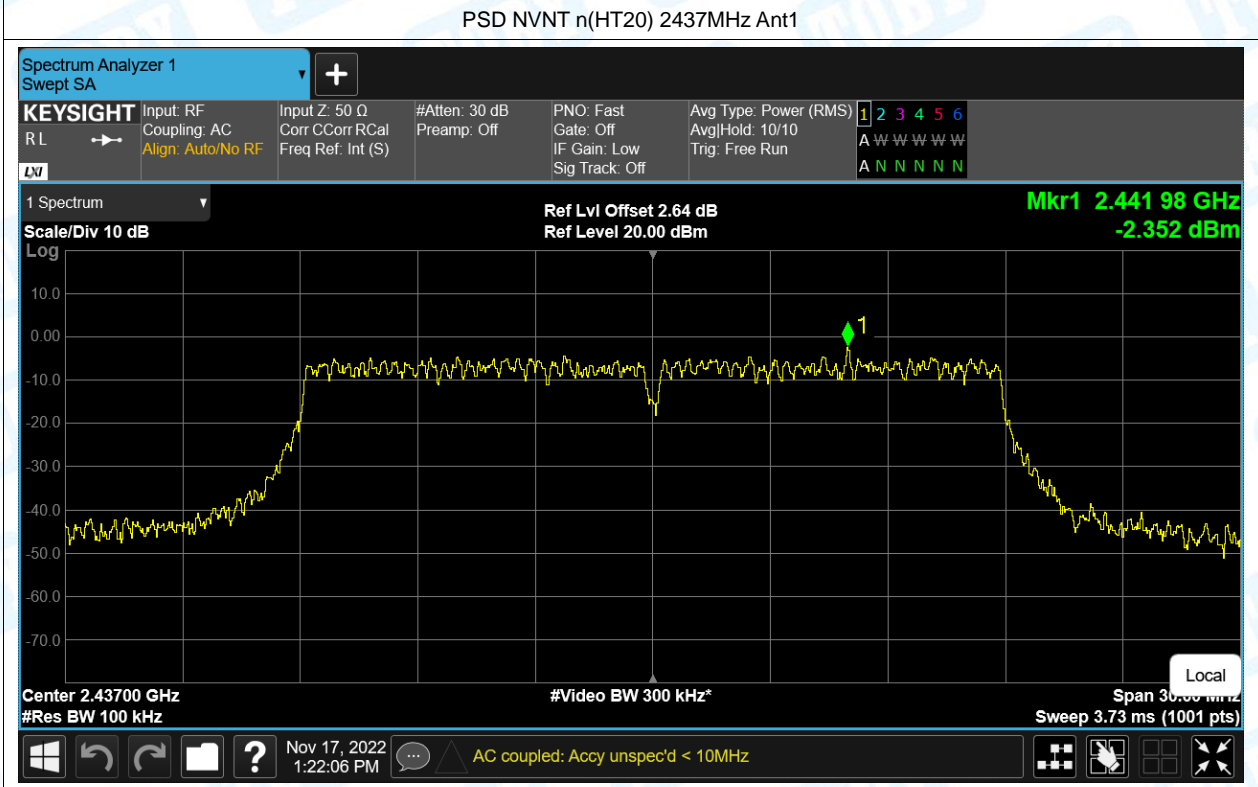 PSD NVNT n(HT20) 2437MHz Ant1
Spectrum Analyzer 1
Swept SA
KEYSIGHT
R L
LXI
Input: RF
Coupling: AC
Align: Auto/No RF
Input Z: 50 Ω
Corr CCorr RCal
Freq Ref: Int (S)
#Atten: 30 dB
Preamp: Off
PNO: Fast
Gate: Off
IF Gain: Low
Sig Track: Off
Avg Type: Power (RMS)
Avg|Hold: 10/10
Trig: Free Run
1 2 3 4 5 6
A W W W W W
A N N N N N
1 Spectrum
Scale/Div 10 dB
Log
Ref Lvl Offset 2.64 dB
Ref Level 20.00 dBm
Mkr1 2.441 98 GHz
-2.352 dBm
10.0
0.00
-10.0
-20.0
-30.0
-40.0
-50.0
-60.0
-70.0
1
Local
Center 2.43700 GHz
#Res BW 100 kHz
#Video BW 300 kHz*
Span 30.00 MHz
Sweep 3.73 ms (1001 pts)
?
Nov 17, 2022
1:22:06 PM
AC coupled: Accy unspec'd < 10MHz